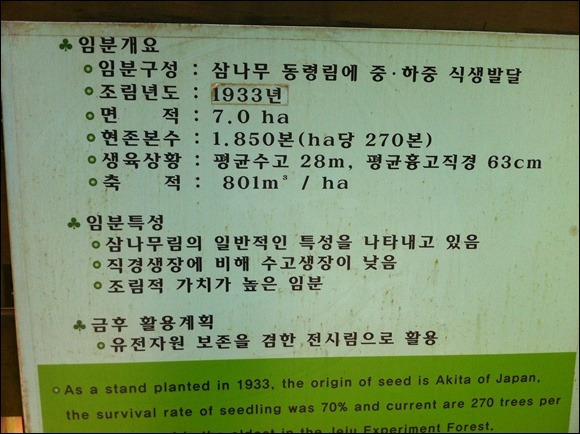 ♣임분개요
임분구성 : 삼나무 동령림에 중·하중 식생발달
조림년도 : 1933년
면 적 : 7.0 ha
현존본수 : 1.850본(ha당 270본)
생육상황 : 평균수고 28m, 평균흉고직경 63cm
축 적 : 801m³ / ha
♣임분특성
삼나무림의 일반적인 특성을 나타내고 있음
직경생장에 비해 수고생장이 낮음
조림적 가치가 높은 임분
♣금후 활용계획
유전자원 보존을 겸한 전시림으로 활용
As a stand planted in 1933, the origin of seed is Akita of Japan,
the survival rate of seedling was 70% and current are 270 trees per
the oldest in the Jeju Experiment Forest.